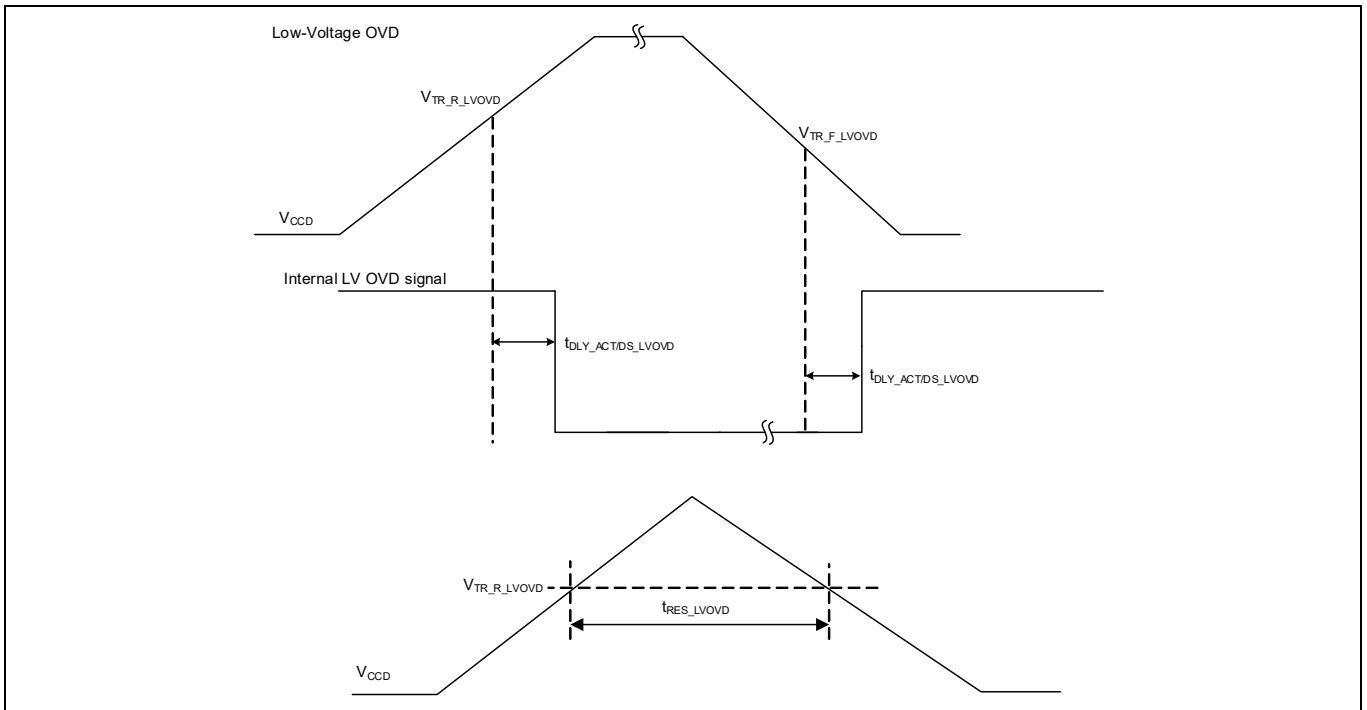 Low-Voltage OVD
VTR_R_LVOVD
VTR_F_LVOVD
VCCD
Internal LV OVD signal
tDLY_ACT/DS_LVOVD
tDLY_ACT/DS_LVOVD
VTR_R_LVOVD
tRES_LVOVD
VCCD